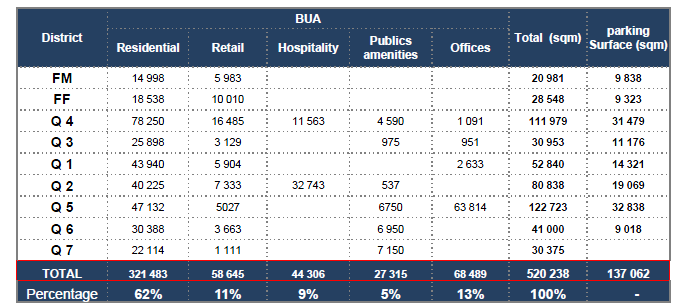 District BUA Total (sqm) parking Surface (sqm)
Residential Retail Hospitality Publics amenities Offices
FM 14 998 5 983 20 981 9 838
FF 18 538 10 010 28 548 9 323
Q 4 78 250 16 485 11 563 4 590 1 091 111 979 31 479
Q 3 25 898 3 129 975 951 30 953 11 176
Q 1 43 940 5 904 2 633 52 840 14 321
Q 2 40 225 7 333 32 743 537 80 838 19 069
Q 5 47 132 5027 6750 63 814 122 723 32 838
Q 6 30 388 3 663 6 950 41 000 9 018
Q 7 22 114 1 111 7 150 30 375
TOTAL 321 483 58 645 44 306 27 315 68 489 520 238 137 062
Percentage 62% 11% 9% 5% 13% 100% -